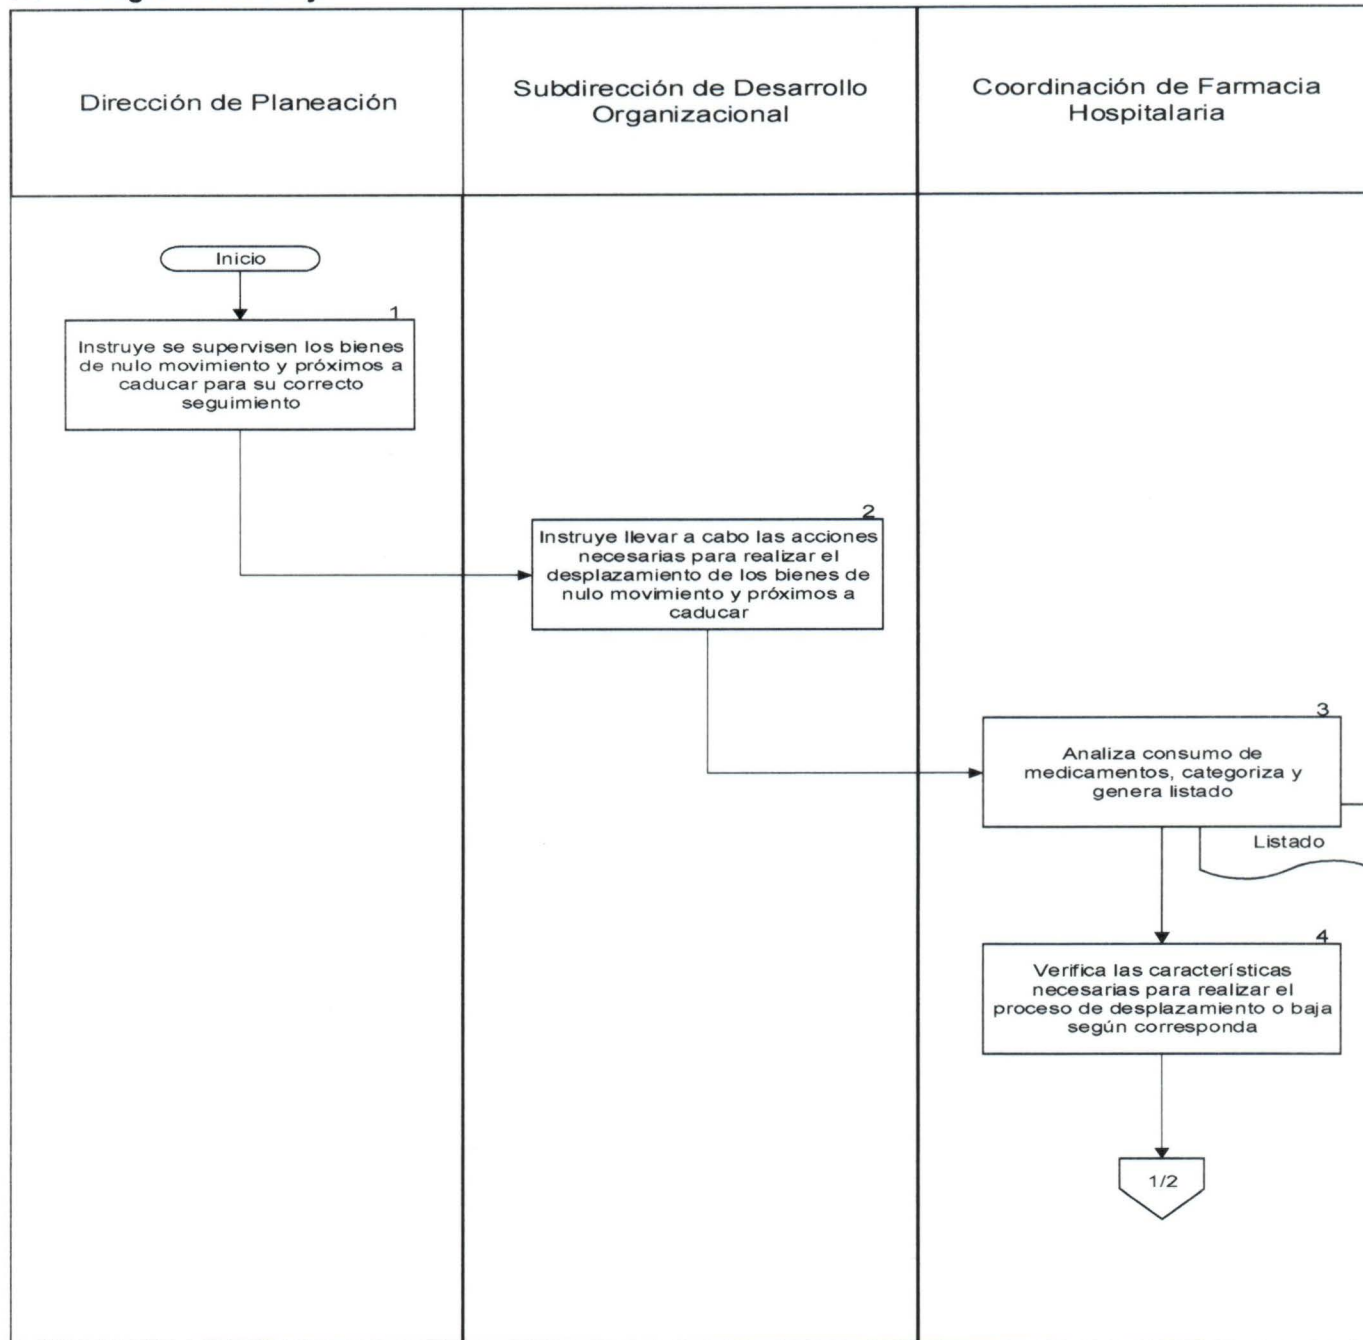 Dirección de Planeación
Subdirección de Desarrollo
Organizacional
Coordinación de Farmacia
Hospitalaria
Inicio
1
Instruye se supervisen los bienes
de nulo movimiento y próximos a
caducar para su correcto
seguimiento
2
Instruye llevar a cabo las acciones
necesarias para realizar el
desplazamiento de los bienes de
nulo movimiento y próximos a
caducar
3
Analiza consumo de
medicamentos, categoriza y
genera listado
Listado
4
Verifica las características
necesarias para realizar el
proceso de desplazamiento o baja
según corresponda
1/2